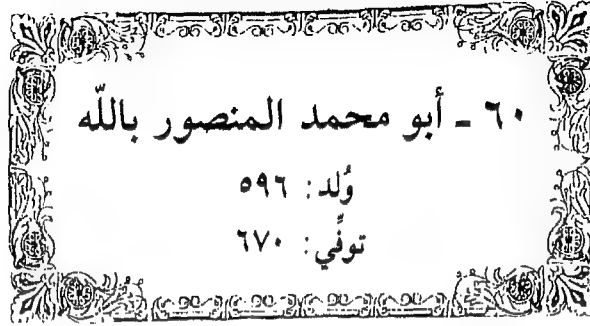 ٦٠ - أبو محمد المنصور بالله
وُلد: ٥٩٦
توفِّي: ٦٧٠